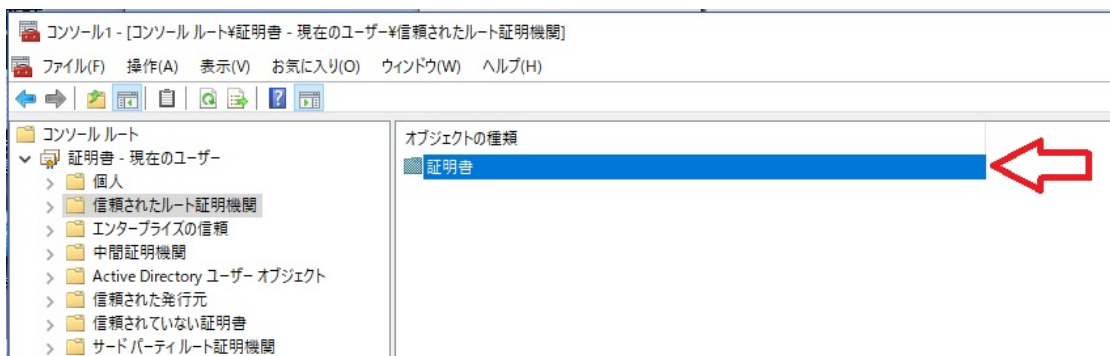 コンソール1 - [コンソール ルート¥証明書 - 現在のユーザー¥信頼されたルート証明機関]
ファイル(F) 操作(A) 表示(V) お気に入り(O) ウィンドウ(W) ヘルプ(H)
コンソール ルート
証明書 - 現在のユーザー
個人
信頼されたルート証明機関
エンタープライズの信頼
中間証明機関
Active Directory ユーザー オブジェクト
信頼された発行元
信頼されていない証明書
サード パーティ ルート証明機関
オブジェクトの種類
証明書